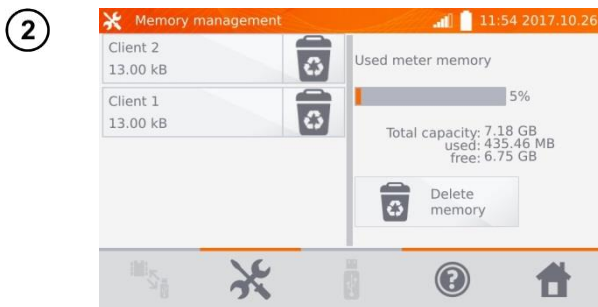 2
Memory management
11:54 2017.10.26
Client 2
13.00 kB
Client 1
13.00 kB
Used meter memory
5%
Total capacity: 7.18 GB
used: 435.46 MB
free: 6.75 GB
Delete
memory
?